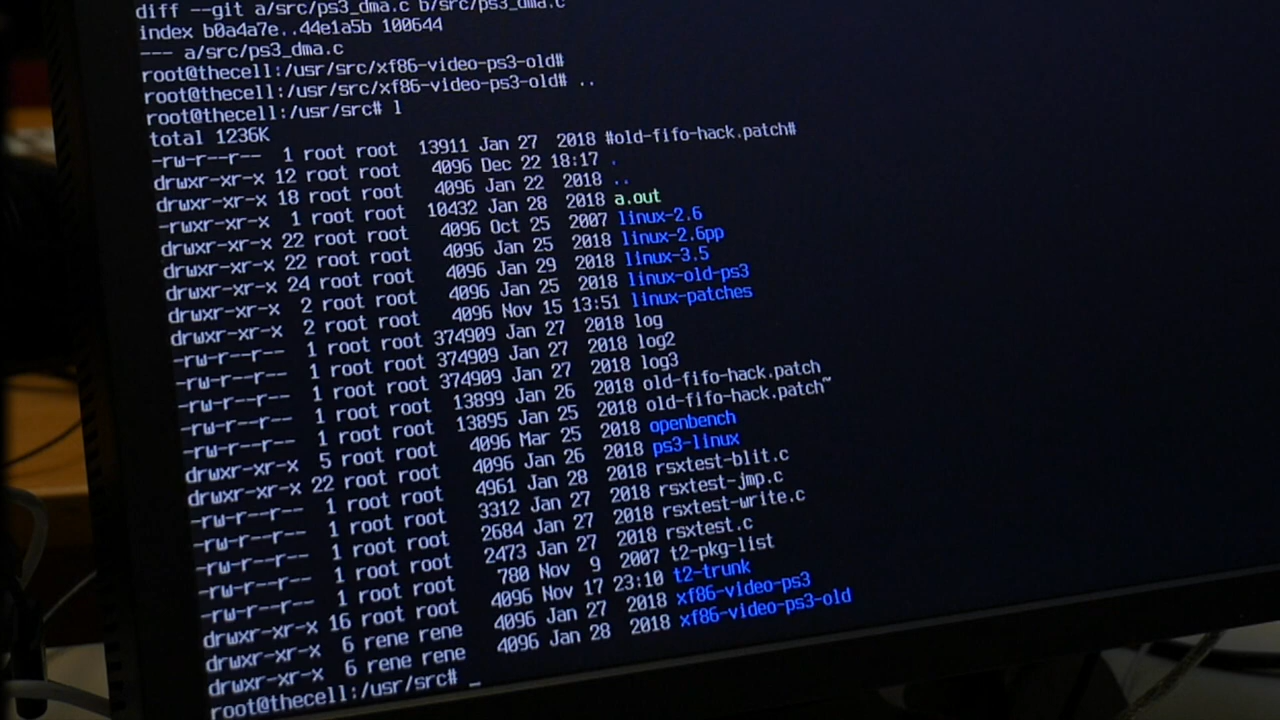 diff --git a/src/ps3_dma.c b/src/ps3_dma.c
index b0a4a7e..44e1a5b 100644
--- a/src/ps3_dma.c
root@thecell:/usr/src/xf86-video-ps3-old#
root@thecell:/usr/src/xf86-video-ps3-old# ..
root@thecell:/usr/src# l
total 1236K
-rw-r--r-- 1 root root 13911 Jan 27 2018 #old-fifo-hack.patch#
drwxr-xr-x 12 root root 4096 Dec 22 18:17 .
drwxr-xr-x 18 root root 4096 Jan 22 2018 ..
-rwxr-xr-x 1 root root 10432 Jan 28 2018 a.out
drwxr-xr-x 22 root root 4096 Oct 25 2007 linux-2.6
drwxr-xr-x 22 root root 4096 Jan 25 2018 linux-2.6pp
drwxr-xr-x 24 root root 4096 Jan 29 2018 linux-3.5
drwxr-xr-x 2 root root 4096 Jan 25 2018 linux-old-ps3
drwxr-xr-x 2 root root 4096 Nov 15 13:51 linux-patches
-rw-r--r-- 1 root root 374909 Jan 27 2018 log
-rw-r--r-- 1 root root 374909 Jan 27 2018 log2
-rw-r--r-- 1 root root 374909 Jan 27 2018 log3
-rw-r--r-- 1 root root 13899 Jan 26 2018 old-fifo-hack.patch
-rw-r--r-- 1 root root 13895 Jan 25 2018 old-fifo-hack.patch~
drwxr-xr-x 5 root root 4096 Mar 25 2018 openbench
drwxr-xr-x 22 root root 4096 Jan 26 2018 ps3-linux
-rw-r--r-- 1 root root 4961 Jan 28 2018 rsxtest-blit.c
-rw-r--r-- 1 root root 3312 Jan 27 2018 rsxtest-jmp.c
-rw-r--r-- 1 root root 2684 Jan 27 2018 rsxtest-write.c
-rw-r--r-- 1 root root 2473 Jan 27 2018 rsxtest.c
-rw-r--r-- 1 root root 780 Nov 9 2007 t2-pkg-list
drwxr-xr-x 16 root root 4096 Nov 17 23:10 t2-trunk
drwxr-xr-x 6 rene rene 4096 Jan 27 2018 xf86-video-ps3
drwxr-xr-x 6 rene rene 4096 Jan 28 2018 xf86-video-ps3-old
root@thecell:/usr/src# _